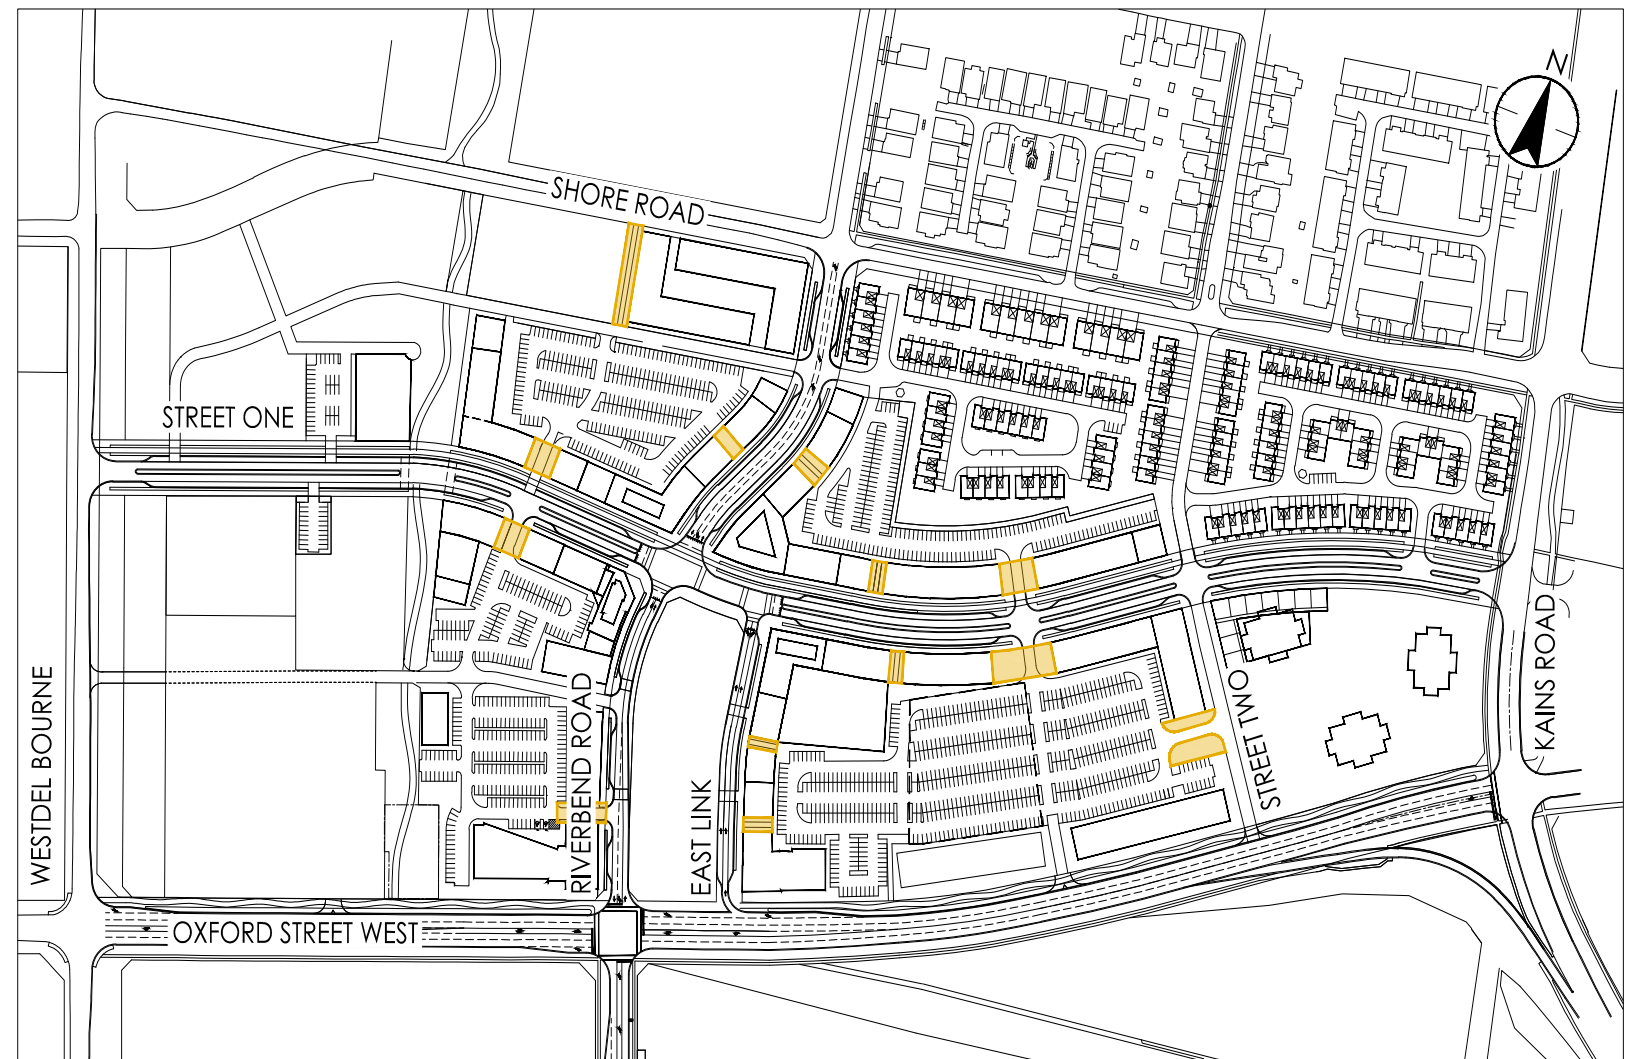 N
SHORE ROAD
STREET ONE
WESTDEL BOURNE
RIVERBEND ROAD
EAST LINK
STREET TWO
KAINS ROAD
OXFORD STREET WEST